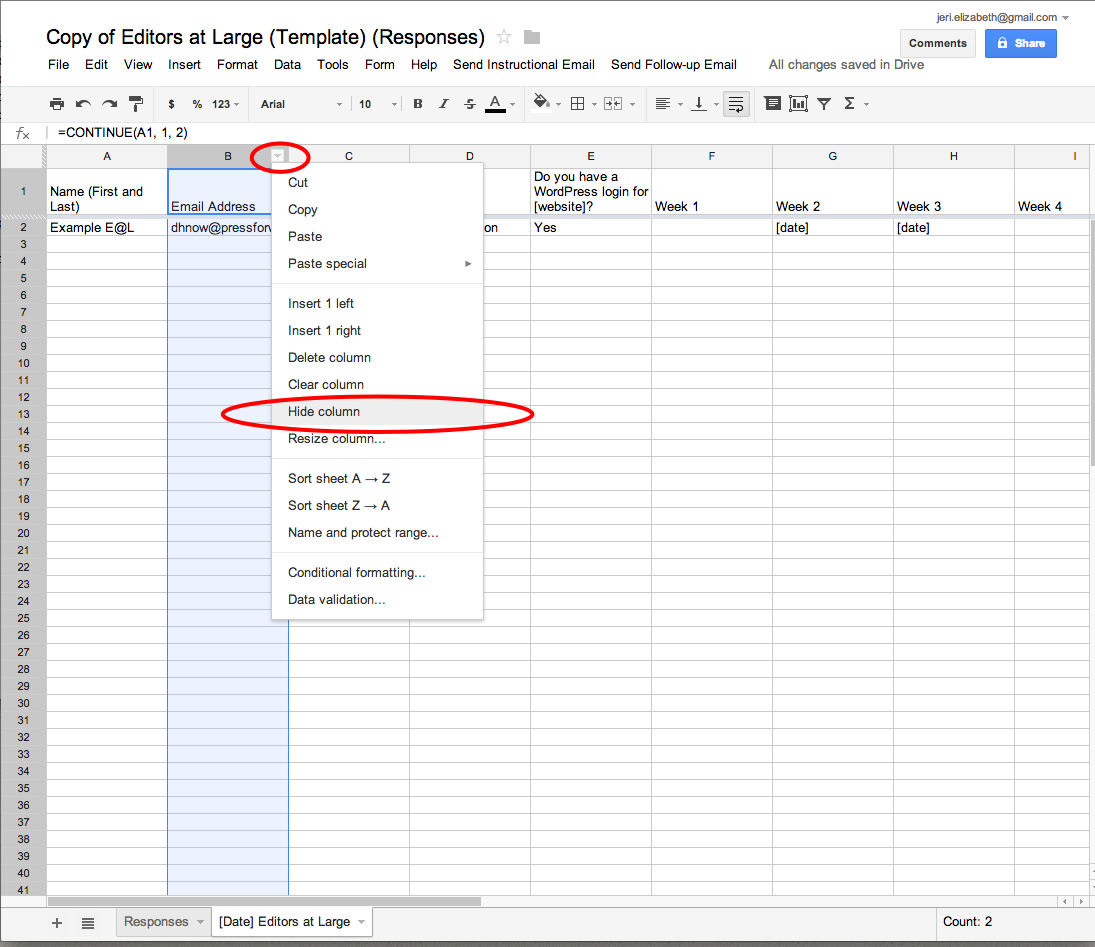 jeri.elizabeth@gmail.com
Copy of Editors at Large (Template) (Responses)
Comments
Share
File Edit View Insert Format Data Tools Form Help Send Instructional Email Send Follow-up Email All changes saved in Drive
$ % 123 Arial 10 B I S A Σ
fx =CONTINUE(A1, 1, 2)
A B C D E F G H I
1 Name (First and Last) Email Address Do you have a WordPress login for [website]? Week 1 Week 2 Week 3 Week 4
2 Example E@L dhnow@pressforw on Yes [date] [date]
Cut
Copy
Paste
Paste special
Insert 1 left
Insert 1 right
Delete column
Clear column
Hide column
Resize column...
Sort sheet A → Z
Sort sheet Z → A
Name and protect range...
Conditional formatting...
Data validation...
3
4
5
6
7
8
9
10
11
12
13
14
15
16
17
18
19
20
21
22
23
24
25
26
27
28
29
30
31
32
33
34
35
36
37
38
39
40
41
+ Responses [Date] Editors at Large Count: 2